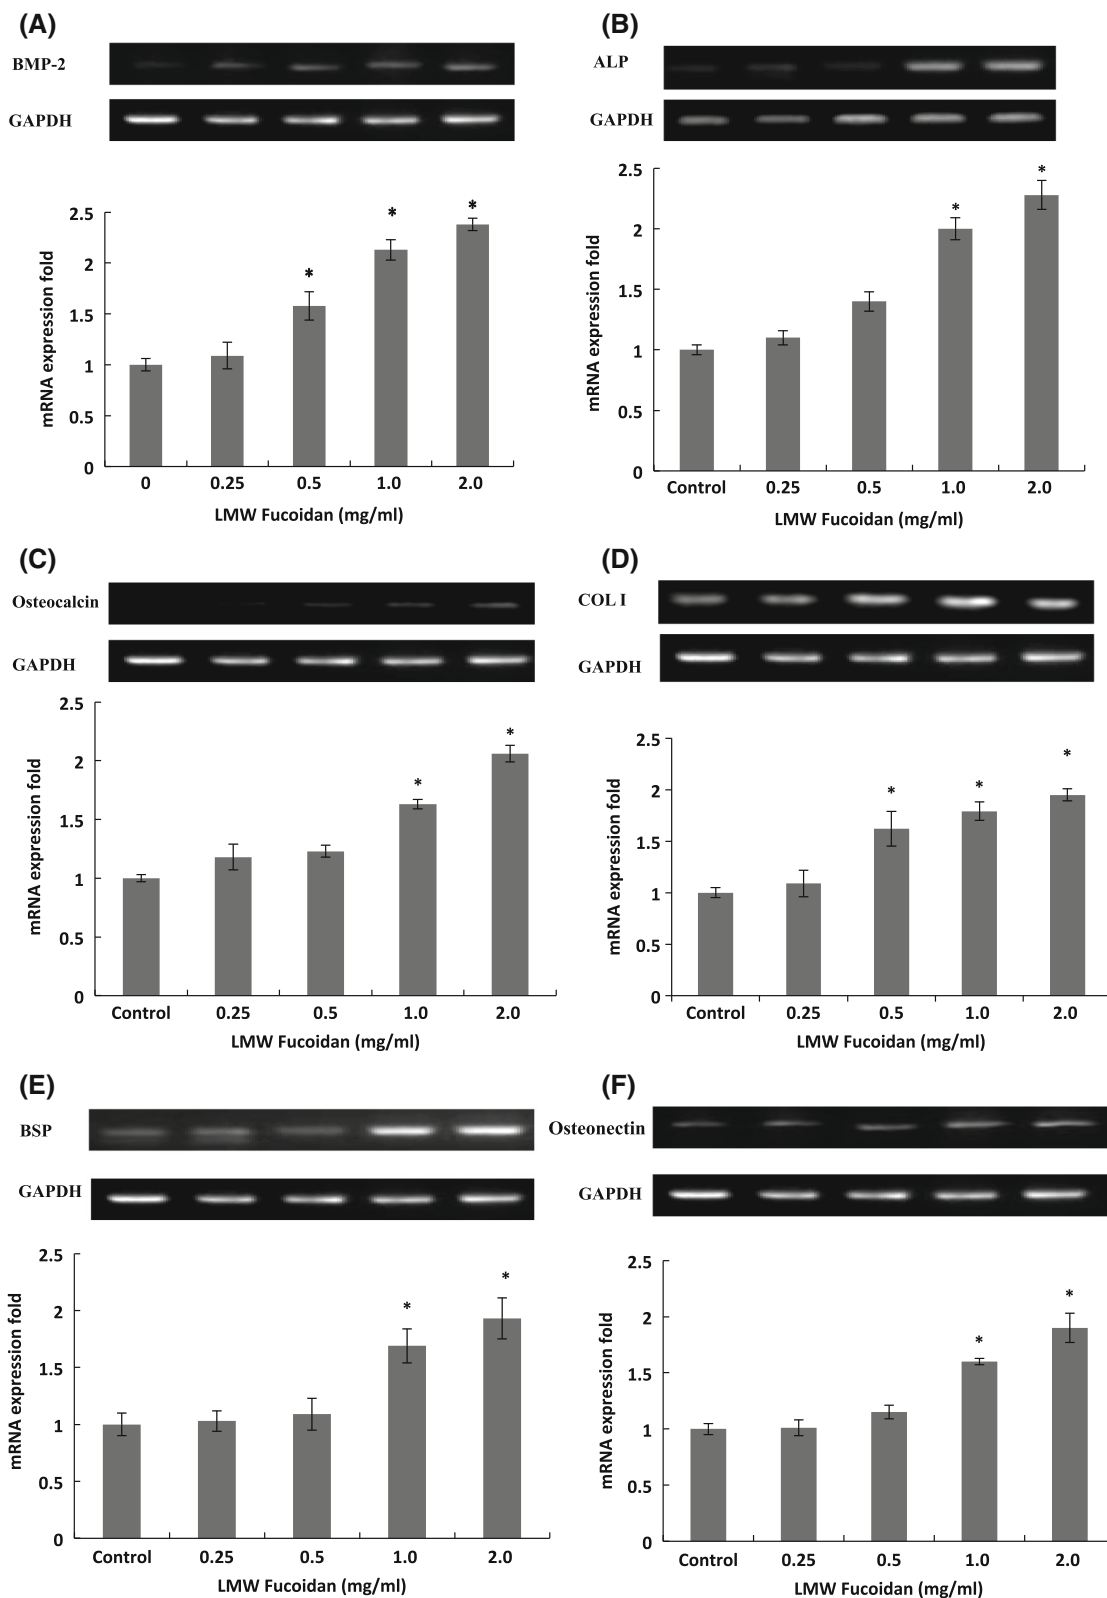 (A)
BMP-2
GAPDH
2.5
2
1.5
1
0.5
0
mRNA expression fold
* * *
0 0.25 0.5 1.0 2.0
LMW Fucoidan (mg/ml)
(B)
ALP
GAPDH
2.5
2
1.5
1
0.5
0
mRNA expression fold
* *
Control 0.25 0.5 1.0 2.0
LMW Fucoidan (mg/ml)
(C)
Osteocalcin
GAPDH
2.5
2
1.5
1
0.5
0
mRNA expression fold
* *
Control 0.25 0.5 1.0 2.0
LMW Fucoidan (mg/ml)
(D)
COL I
GAPDH
2.5
2
1.5
1
0.5
0
mRNA expression fold
* * *
Control 0.25 0.5 1.0 2.0
LMW Fucoidan (mg/ml)
(E)
BSP
GAPDH
2.5
2
1.5
1
0.5
0
mRNA expression fold
* *
Control 0.25 0.5 1.0 2.0
LMW Fucoidan (mg/ml)
(F)
Osteonectin
GAPDH
2.5
2
1.5
1
0.5
0
mRNA expression fold
* *
Control 0.25 0.5 1.0 2.0
LMW Fucoidan (mg/ml)